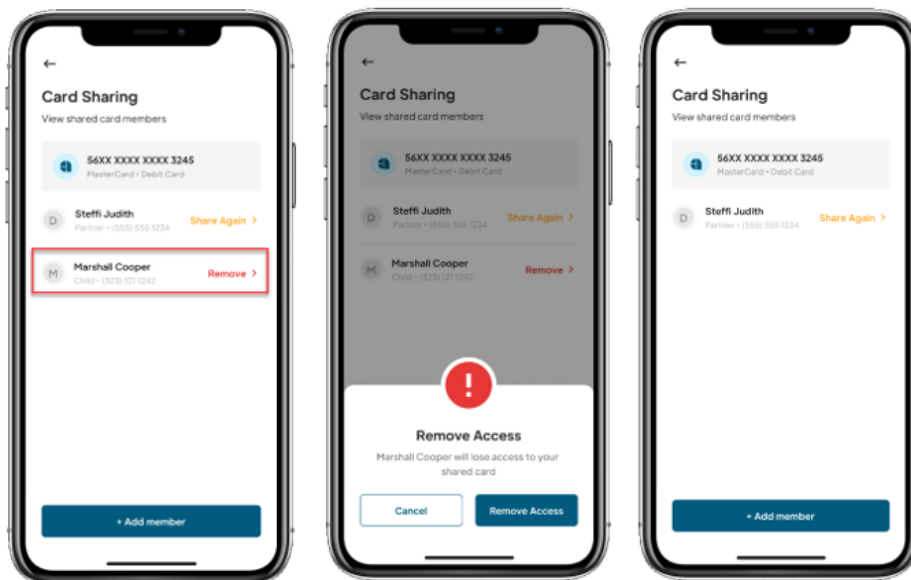 ←
Card Sharing
View shared card members
56XX XXXX XXXX 3245
MasterCard • Debit Card
D
Steffi Judith
Partner • (555) 555 1234
Share Again >
M
Marshall Cooper
Child • (323) 121 1242
Remove >
+ Add member
←
Card Sharing
View shared card members
56XX XXXX XXXX 3245
MasterCard • Debit Card
D
Steffi Judith
Partner • (555) 555 1234
Share Again >
M
Marshall Cooper
Child • (323) 121 1242
Remove >
!
Remove Access
Marshall Cooper will lose access to your
shared card
Cancel
Remove Access
←
Card Sharing
View shared card members
56XX XXXX XXXX 3245
MasterCard • Debit Card
D
Steffi Judith
Partner • (555) 555 1234
Share Again >
+ Add member